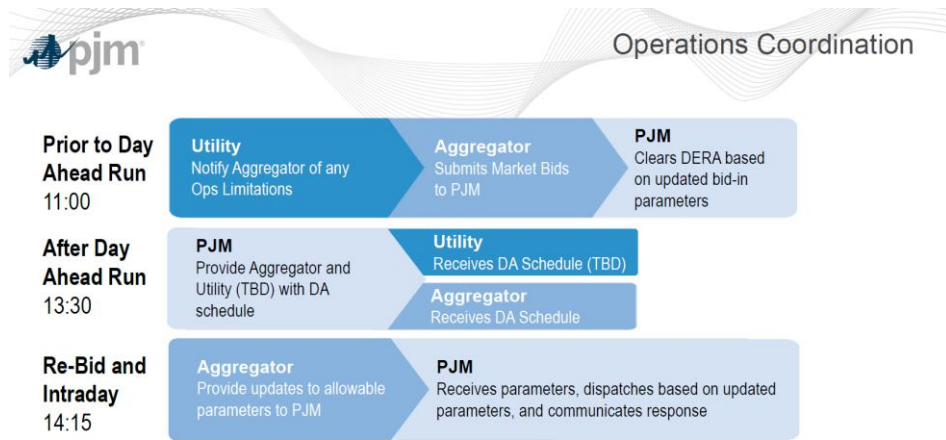 pjm
Operations Coordination
Prior to Day
Ahead Run
11:00
Utility
Notify Aggregator of any
Ops Limitations
Aggregator
Submits Market Bids
to PJM
PJM
Clears DERA based
on updated bid-in
parameters
After Day
Ahead Run
13:30
PJM
Provide Aggregator and
Utility (TBD) with DA
schedule
Utility
Receives DA Schedule (TBD)
Aggregator
Receives DA Schedule
Re-Bid and
Intraday
14:15
Aggregator
Provide updates to allowable
parameters to PJM
PJM
Receives parameters, dispatches based on updated
parameters, and communicates response